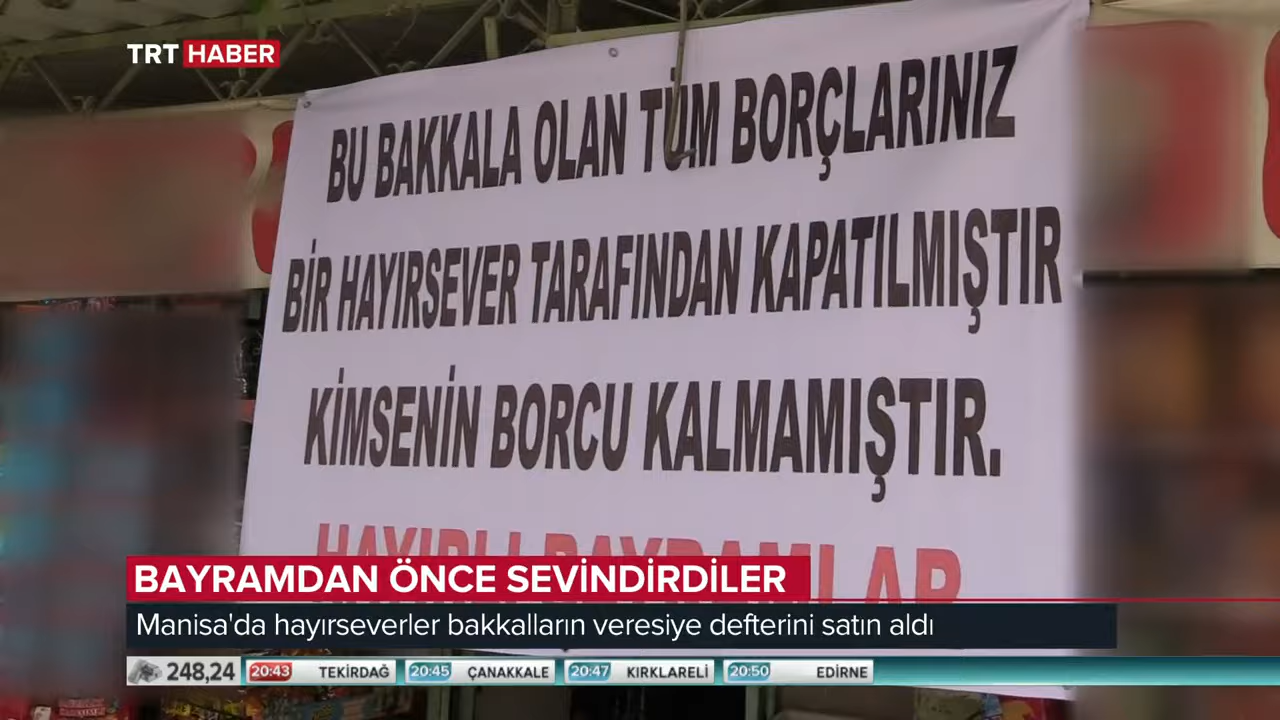 TRT HABER
BU BAKKALA OLAN TÜM BORÇLARINIZ
BİR HAYIRSEVER TARAFINDAN KAPATILMIŞTIR
KİMSENİN BORCU KALMAMIŞTIR.
HAYIRLI BAYRAMLAR
BAYRAMDAN ÖNCE SEVİNDİRDİLER
Manisa'da hayırseverler bakkalların veresiye defterini satın aldı
248,24 20:43 TEKİRDAĞ 20:45 ÇANAKKALE 20:47 KIRKLARELİ 20:50 EDİRNE